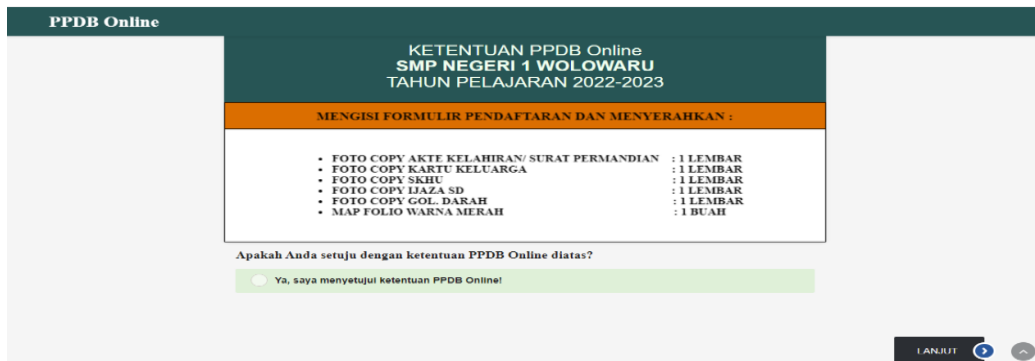 PPDB Online
KETENTUAN PPDB Online
SMP NEGERI 1 WOLOWARU
TAHUN PELAJARAN 2022-2023
MENGISI FORMULIR PENDAFTARAN DAN MENYERAHKAN :
• FOTO COPY AKTE KELAHIRAN/ SURAT PERMANDIAN : 1 LEMBAR
• FOTO COPY KARTU KELUARGA : 1 LEMBAR
• FOTO COPY SKHU : 1 LEMBAR
• FOTO COPY IJAZA SD : 1 LEMBAR
• FOTO COPY GOL. DARAH : 1 LEMBAR
• MAP FOLIO WARNA MERAH : 1 BUAH
Apakah Anda setuju dengan ketentuan PPDB Online diatas?
Ya, saya menyetujui ketentuan PPDB Online!
LANJUT